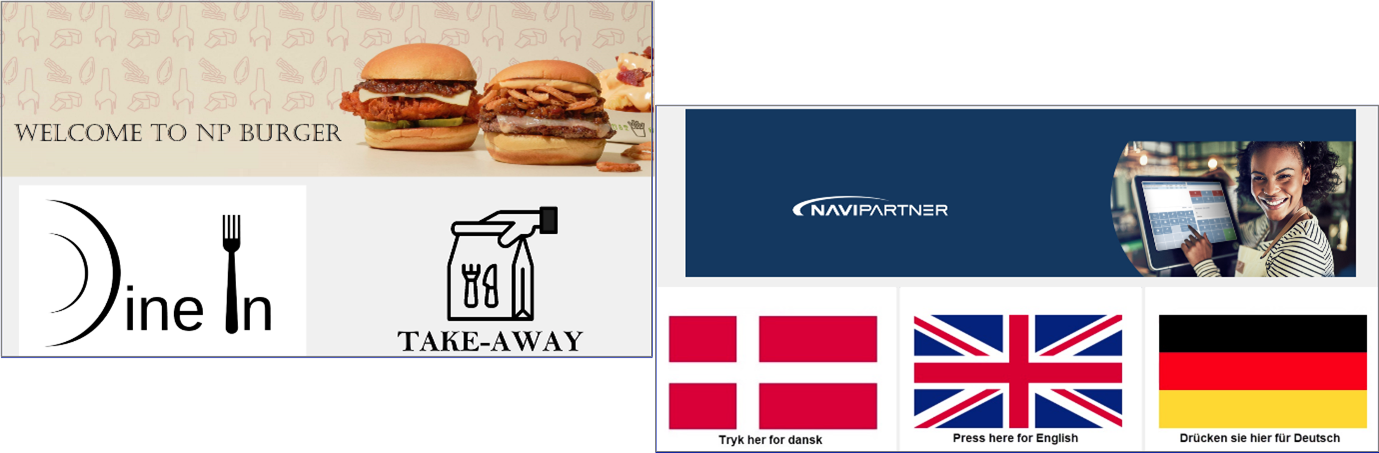 WELCOME TO NP BURGER
Dine In
TAKE-AWAY
NAVIPARTNER
Tryk her for dansk
Press here for English
Drücken sie hier für Deutsch